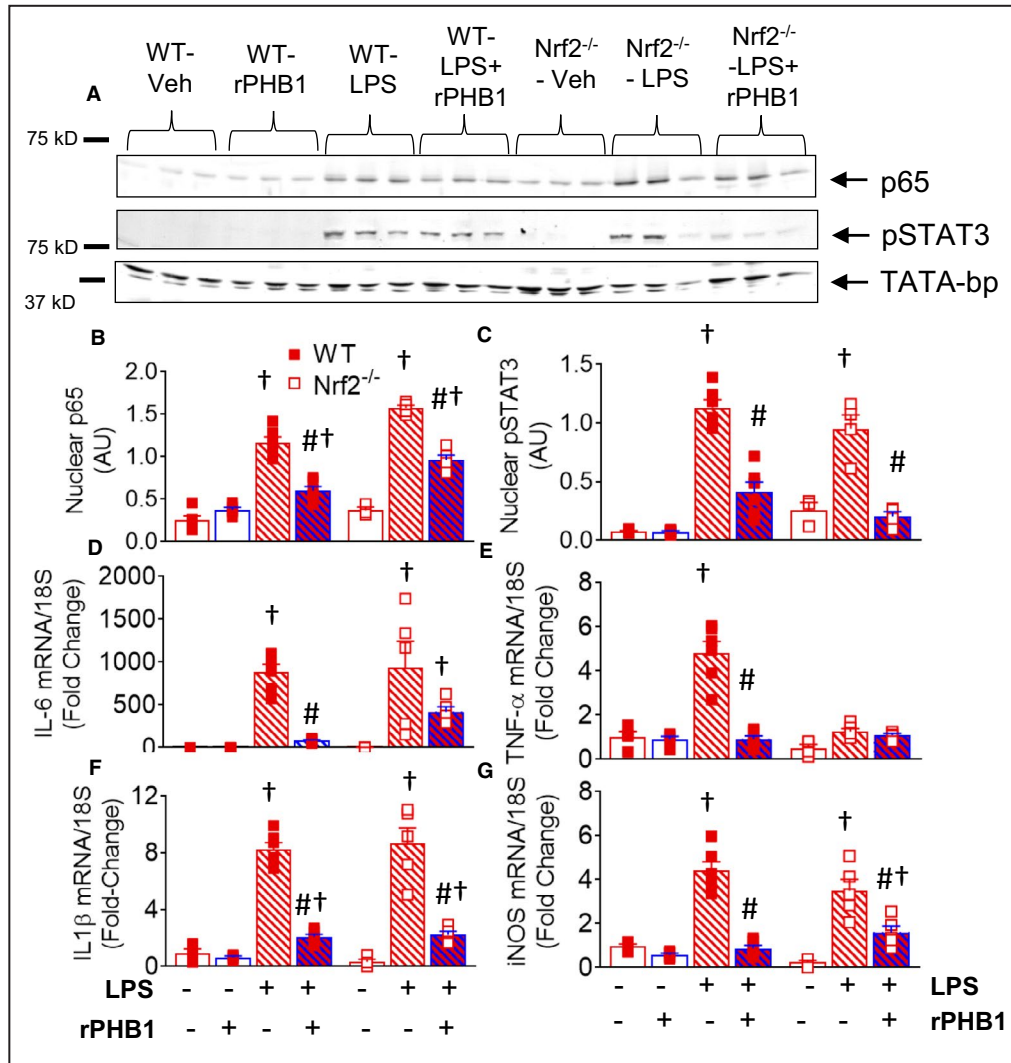 WT-
Veh
WT-
rPHB1
WT-
LPS
WT-
LPS+
rPHB1
Nrf2-/-
- Veh
Nrf2-/-
- LPS
Nrf2-/-
-LPS+
rPHB1
A
75 kD
p65
75 kD
pSTAT3
37 kD
TATA-bp
B
WT
Nrf2-/-
Nuclear p65
(AU)
2.0
1.5
1.0
0.5
0.0
†
#†
†
#†
C
Nuclear pSTAT3
(AU)
1.5
1.0
0.5
0.0
†
#
†
#
D
IL-6 mRNA/18S
(Fold Change)
2000
1500
1000
500
0
†
#
†
†
E
TNF-α mRNA/18S
(Fold Change)
8
6
4
2
0
†
#
F
IL1β mRNA/18S
(Fold-Change)
12
8
4
0
†
#†
†
#†
G
iNOS mRNA/18S
(Fold Change)
8
6
4
2
0
†
#
†
#†
LPS - - + + - + +
rPHB1 - + - + - - +
- - + + - + + LPS
- + - + - - + rPHB1